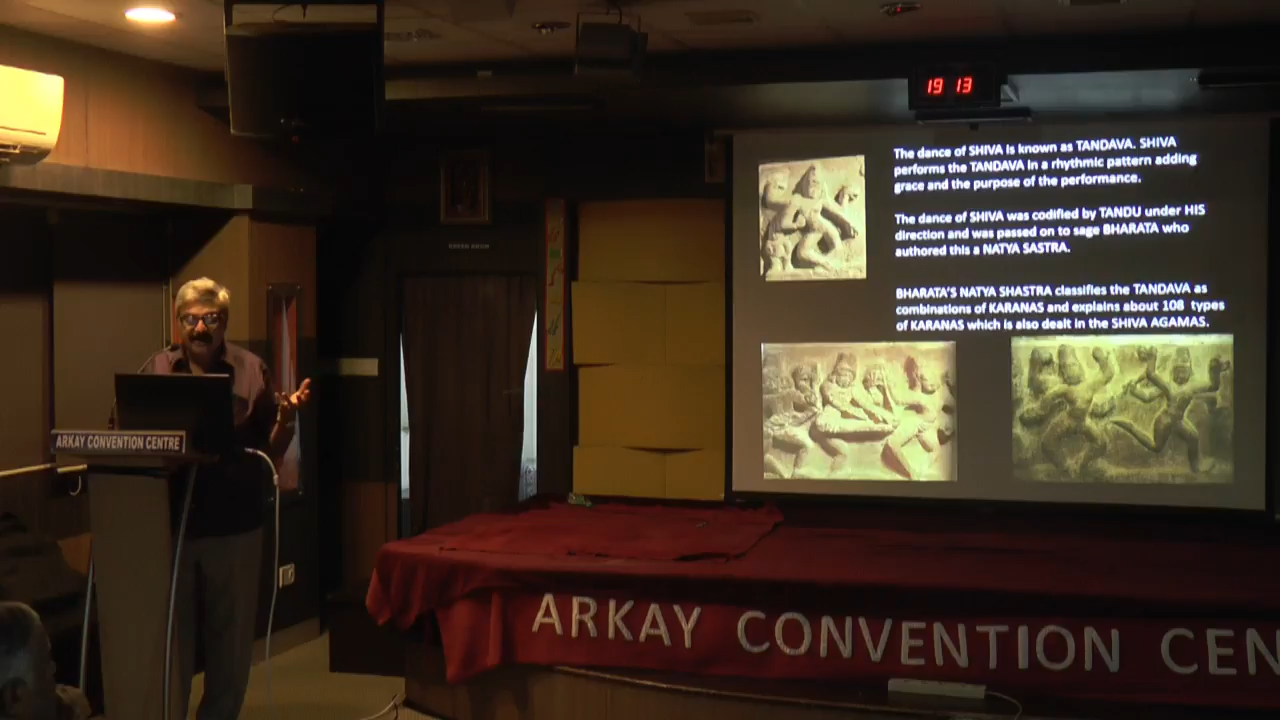 19 13
The dance of SHIVA is known as TANDAVA. SHIVA
performs the TANDAVA in a rhythmic pattern adding
grace and the purpose of the performance.
The dance of SHIVA was codified by TANDU under HIS
direction and was passed on to sage BHARATA who
authored this a NATYA SASTRA.
BHARATA'S NATYA SHASTRA classifies the TANDAVA as
combinations of KARANAS and explains about 108 types
of KARANAS which is also dealt in the SHIVA AGAMAS.
GREEN ROOM
ARKAY CONVENTION CENTRE
ARKAY CONVENTION CEN